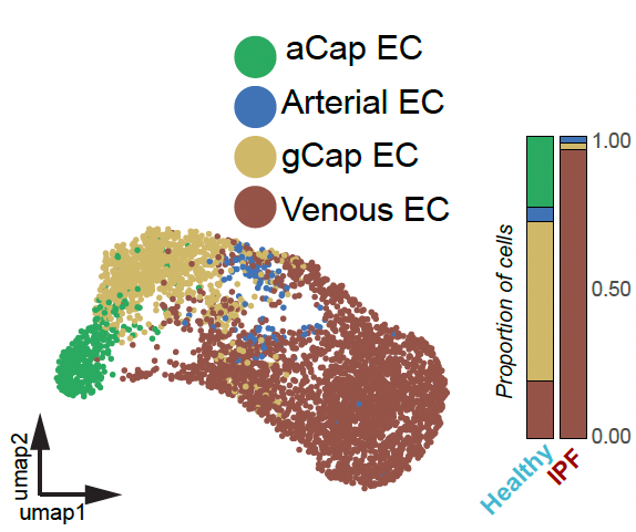 aCap EC
Arterial EC
gCap EC
Venous EC
Proportion of cells
1.00
0.50
0.00
Healthy
IPF
umap2
umap1